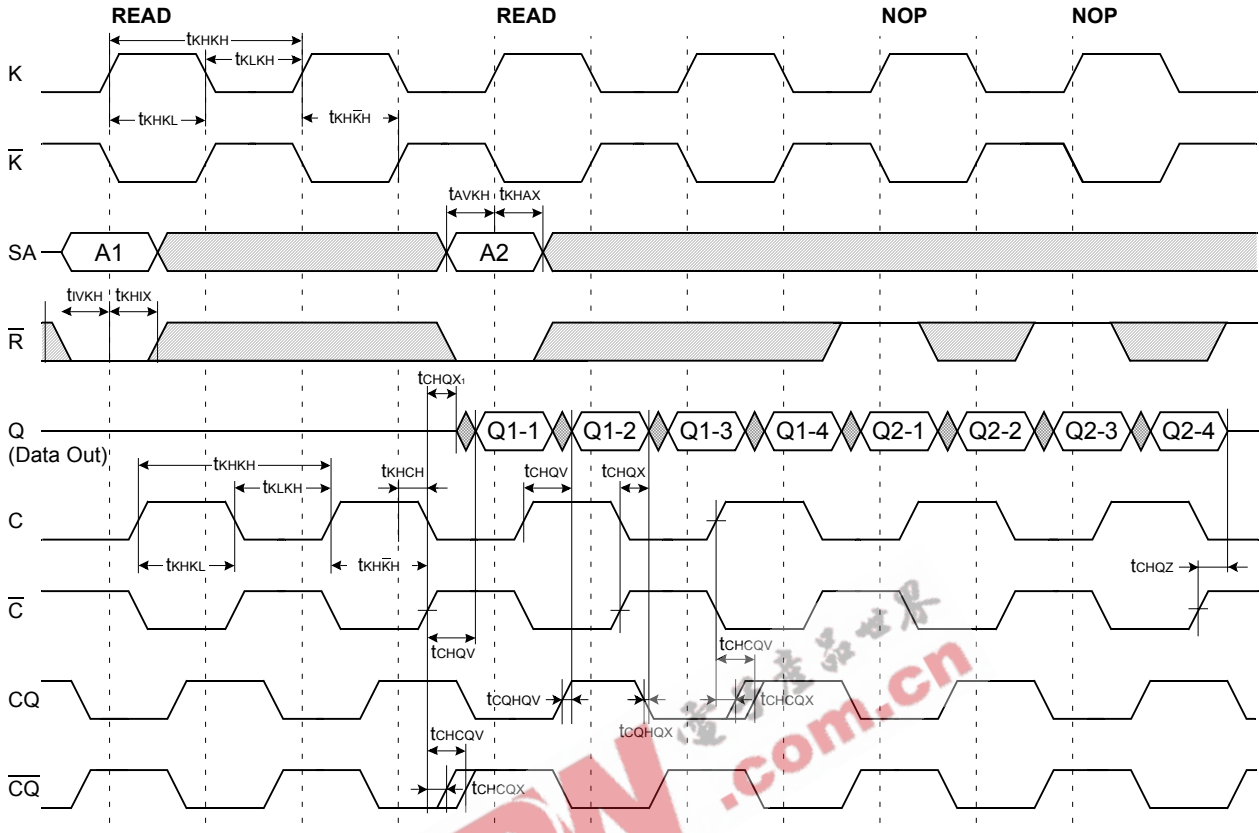 READ READ NOP NOP
tKHKH
tKLKH
K
tKHKL tKHK̅H
K̅
tAVKH tKHAX
SA A1 A2
tIVKH tKHIX
R̅
tCHQX1
Q Q1-1 Q1-2 Q1-3 Q1-4 Q2-1 Q2-2 Q2-3 Q2-4
(Data Out)
tKHKH tKHCH tCHQV tCHQX
tKLKH
C
tKHKL tKHK̅H tCHQZ
C̅
tCHQV tCHCQV
CQ tCQHQV tCHCQX
tCQHQX
tCHCQV
C̅Q̅ tCHCQX
.com.cn